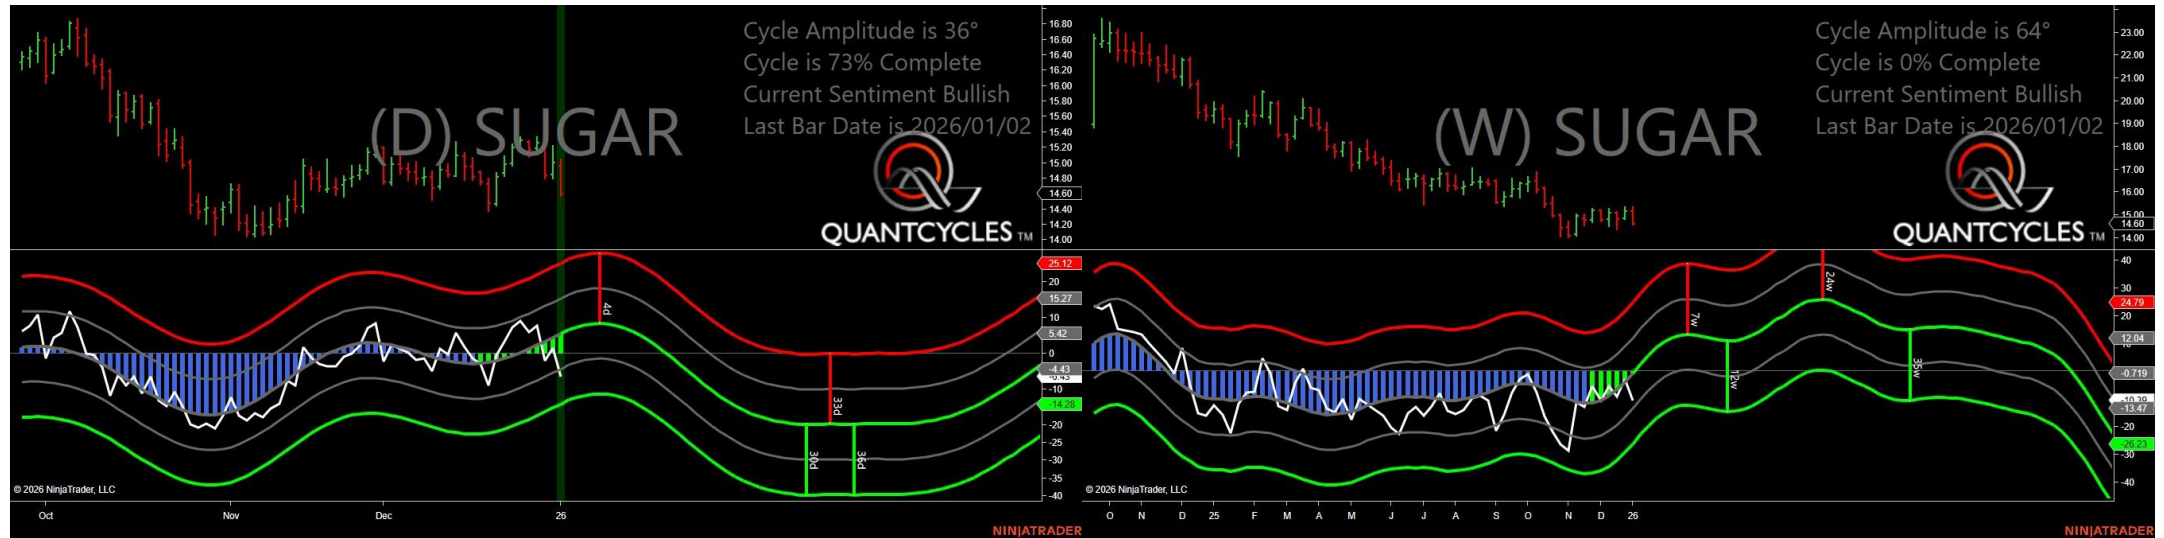 Cycle Amplitude is 36°
Cycle is 73% Complete
Current Sentiment Bullish
Last Bar Date is 2026/01/02
(D) SUGAR
QUANTCYCLES TM
16.80
16.60
16.40
16.20
16.00
15.80
15.60
15.40
15.20
15.00
14.80
14.60
14.40
14.20
14.00
25.12
20
15.27
10
5.42
0
-4.43
-10
-14.28
-20
-25
-30
-35
-40
4d
33d
30d
36d
© 2026 NinjaTrader, LLC
Oct Nov Dec 26
NINJATRADER
Cycle Amplitude is 64°
Cycle is 0% Complete
Current Sentiment Bullish
Last Bar Date is 2026/01/02
(W) SUGAR
QUANTCYCLES TM
23.00
22.00
21.00
20.00
19.00
18.00
17.00
16.00
15.00
14.60
14.00
40
30
24.79
20
12.04
-0.719
-13.47
-20
-26.23
-30
-40
7w
12w
24w
35w
© 2026 NinjaTrader, LLC
O N D 25 F M A M J J A S O N D 26
NINJATRADER